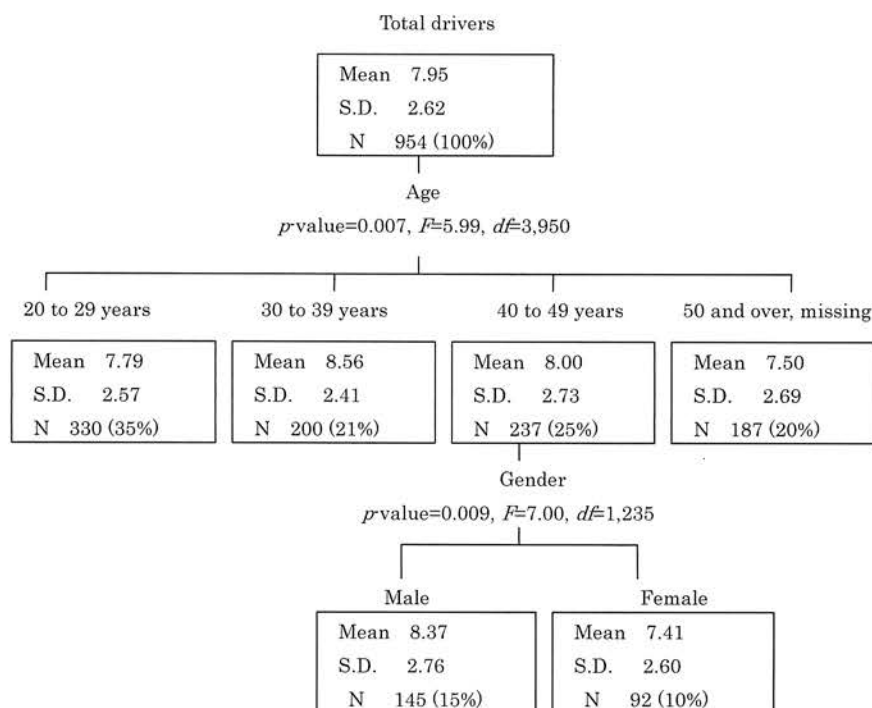 Total drivers
Mean 7.95
S.D. 2.62
N 954 (100%)
Age
p-value=0.007, F=5.99, df=3,950
20 to 29 years 30 to 39 years 40 to 49 years 50 and over, missing
Mean 7.79 Mean 8.56 Mean 8.00 Mean 7.50
S.D. 2.57 S.D. 2.41 S.D. 2.73 S.D. 2.69
N 330 (35%) N 200 (21%) N 237 (25%) N 187 (20%)
Gender
p-value=0.009, F=7.00, df=1,235
Male Female
Mean 8.37 Mean 7.41
S.D. 2.76 S.D. 2.60
N 145 (15%) N 92 (10%)